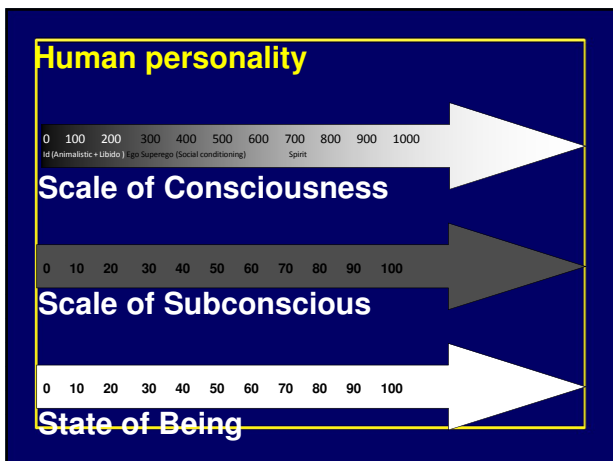 Human personality
0 100 200 300 400 500 600 700 800 900 1000
Id (Animalistic + Libido ) Ego Superego (Social conditioning) Spirit
Scale of Consciousness
0 10 20 30 40 50 60 70 80 90 100
Scale of Subconscious
0 10 20 30 40 50 60 70 80 90 100
State of Being